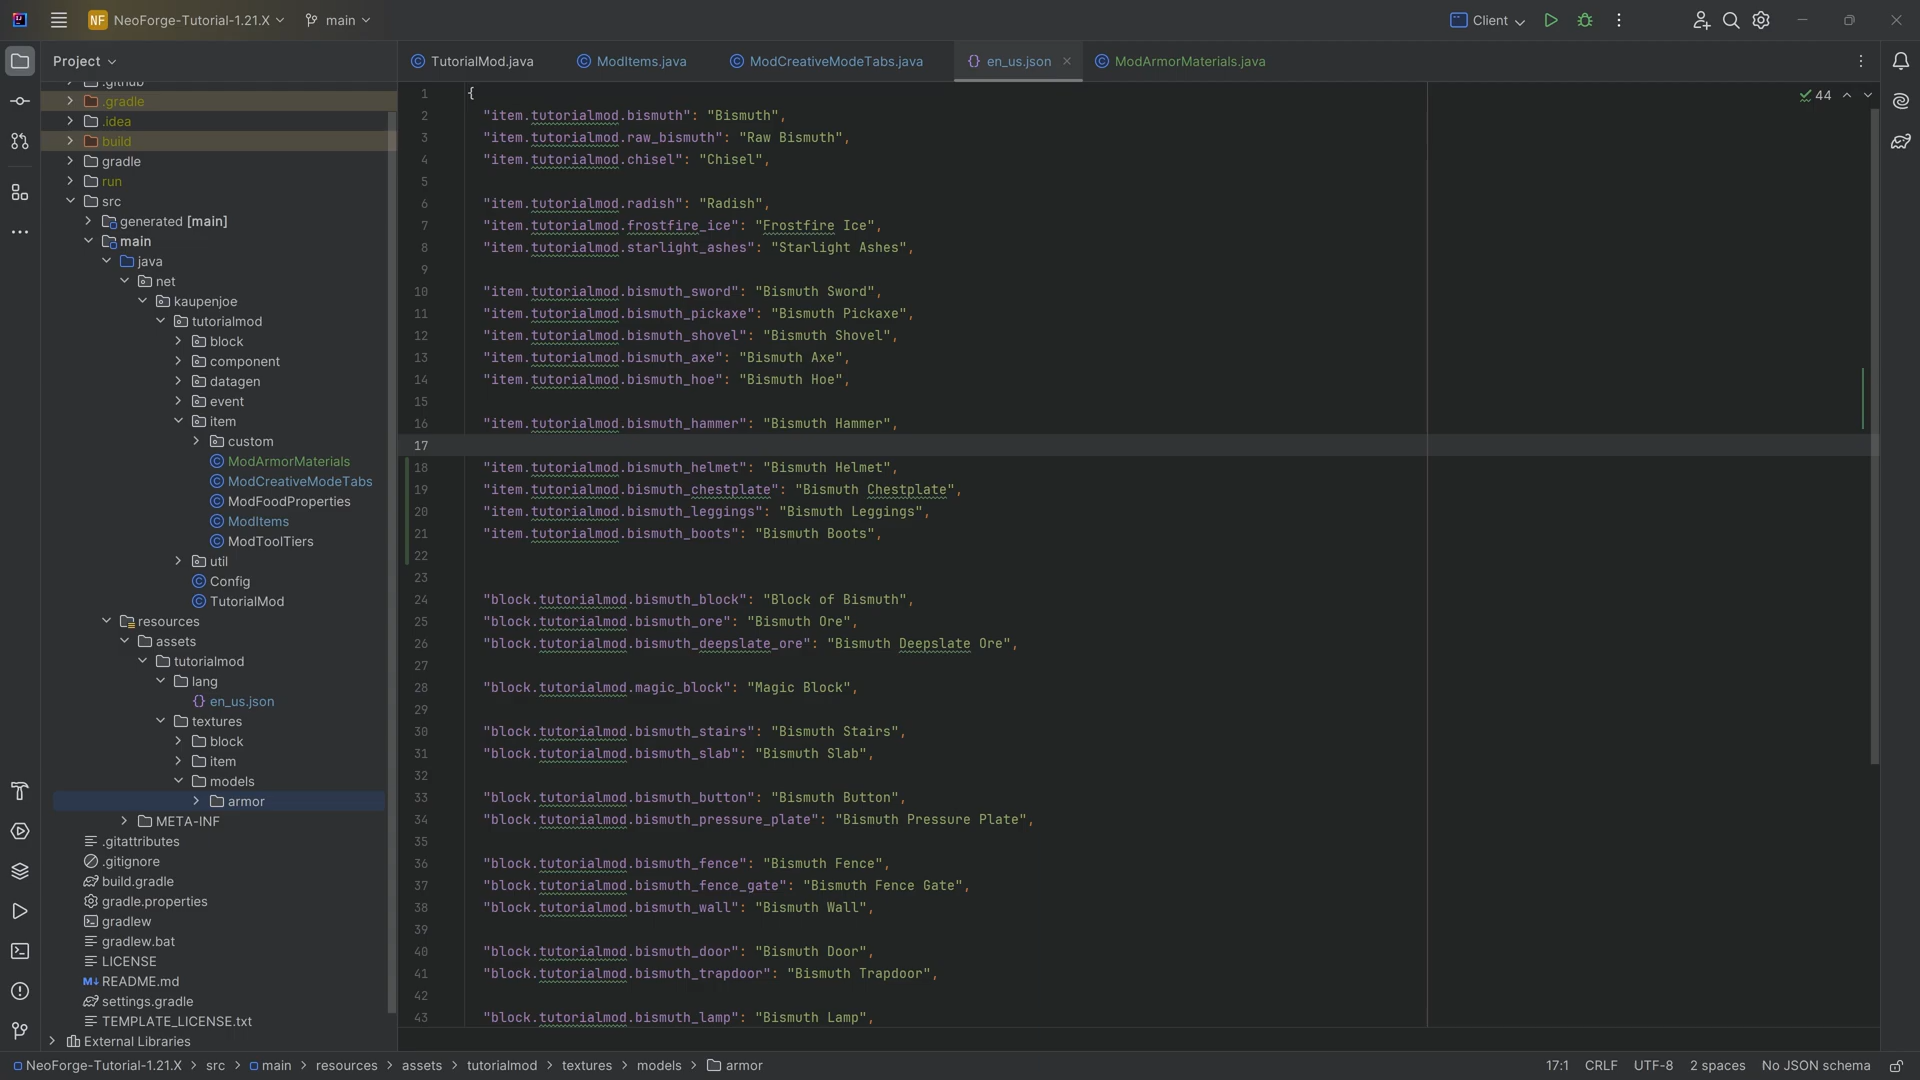 NF NeoForge-Tutorial-1.21.X main Client
Project
TutorialMod.java ModItems.java ModCreativeModeTabs.java en_us.json ModArmorMaterials.java
.github
.gradle
.idea
build
gradle
run
src
generated [main]
main
java
net
kaupenjoe
tutorialmod
block
component
datagen
event
item
custom
ModArmorMaterials
ModCreativeModeTabs
ModFoodProperties
ModItems
ModToolTiers
util
Config
TutorialMod
resources
assets
tutorialmod
lang
en_us.json
textures
block
item
models
armor
META-INF
.gitattributes
.gitignore
build.gradle
gradle.properties
gradlew
gradlew.bat
LICENSE
README.md
settings.gradle
TEMPLATE_LICENSE.txt
External Libraries
44
1 {
2 "item.tutorialmod.bismuth": "Bismuth",
3 "item.tutorialmod.raw_bismuth": "Raw Bismuth",
4 "item.tutorialmod.chisel": "Chisel",
5
6 "item.tutorialmod.radish": "Radish",
7 "item.tutorialmod.frostfire_ice": "Frostfire Ice",
8 "item.tutorialmod.starlight_ashes": "Starlight Ashes",
9
10 "item.tutorialmod.bismuth_sword": "Bismuth Sword",
11 "item.tutorialmod.bismuth_pickaxe": "Bismuth Pickaxe",
12 "item.tutorialmod.bismuth_shovel": "Bismuth Shovel",
13 "item.tutorialmod.bismuth_axe": "Bismuth Axe",
14 "item.tutorialmod.bismuth_hoe": "Bismuth Hoe",
15
16 "item.tutorialmod.bismuth_hammer": "Bismuth Hammer",
17
18 "item.tutorialmod.bismuth_helmet": "Bismuth Helmet",
19 "item.tutorialmod.bismuth_chestplate": "Bismuth Chestplate",
20 "item.tutorialmod.bismuth_leggings": "Bismuth Leggings",
21 "item.tutorialmod.bismuth_boots": "Bismuth Boots",
22
23
24 "block.tutorialmod.bismuth_block": "Block of Bismuth",
25 "block.tutorialmod.bismuth_ore": "Bismuth Ore",
26 "block.tutorialmod.bismuth_deepslate_ore": "Bismuth Deepslate Ore",
27
28 "block.tutorialmod.magic_block": "Magic Block",
29
30 "block.tutorialmod.bismuth_stairs": "Bismuth Stairs",
31 "block.tutorialmod.bismuth_slab": "Bismuth Slab",
32
33 "block.tutorialmod.bismuth_button": "Bismuth Button",
34 "block.tutorialmod.bismuth_pressure_plate": "Bismuth Pressure Plate",
35
36 "block.tutorialmod.bismuth_fence": "Bismuth Fence",
37 "block.tutorialmod.bismuth_fence_gate": "Bismuth Fence Gate",
38 "block.tutorialmod.bismuth_wall": "Bismuth Wall",
39
40 "block.tutorialmod.bismuth_door": "Bismuth Door",
41 "block.tutorialmod.bismuth_trapdoor": "Bismuth Trapdoor",
42
43 "block.tutorialmod.bismuth_lamp": "Bismuth Lamp",
NeoForge-Tutorial-1.21.X > src > main > resources > assets > tutorialmod > textures > models > armor 17:1 CRLF UTF-8 2 spaces No JSON schema